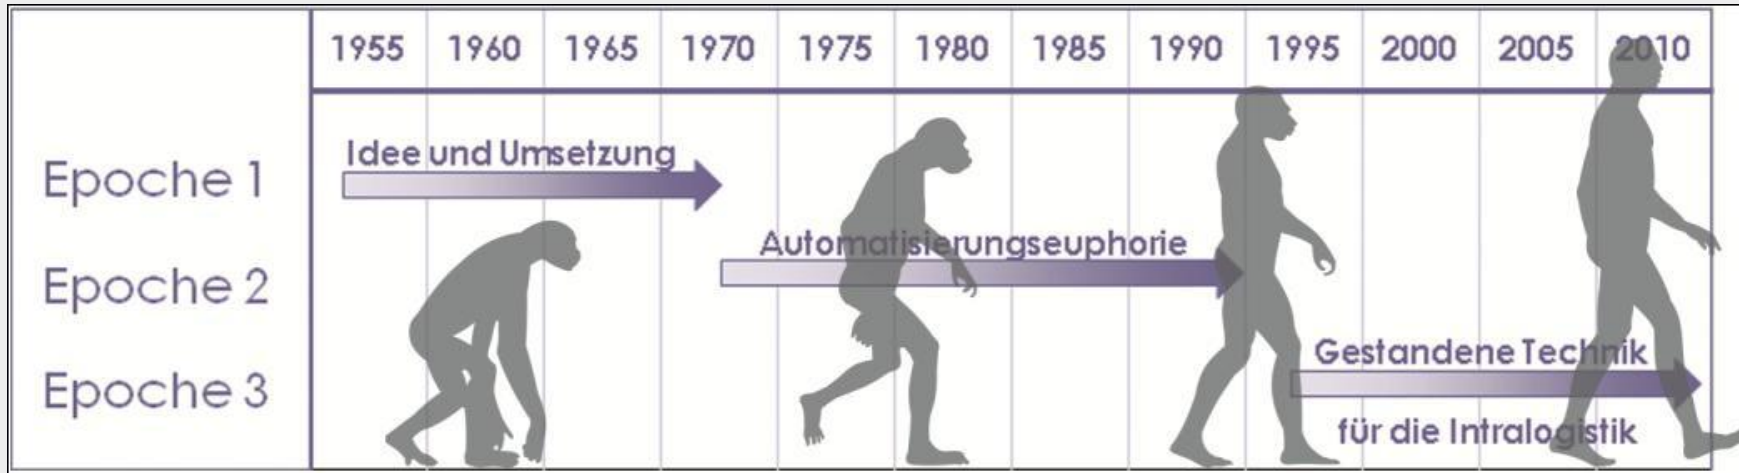 1955 1960 1965 1970 1975 1980 1985 1990 1995 2000 2005 2010
Epoche 1
Idee und Umsetzung
Epoche 2
Automatisierungseuphorie
Epoche 3
Gestandene Technik
für die Intralogistik